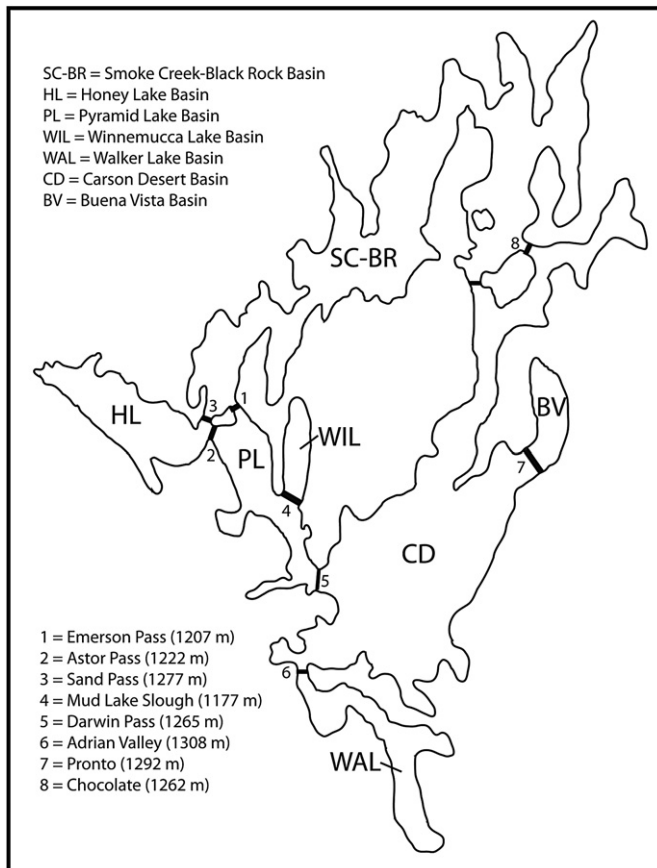 SC-BR = Smoke Creek-Black Rock Basin
HL = Honey Lake Basin
PL = Pyramid Lake Basin
WIL = Winnemucca Lake Basin
WAL = Walker Lake Basin
CD = Carson Desert Basin
BV = Buena Vista Basin
8
SC-BR
HL
3
1
2
PL
WIL
4
BV
7
CD
5
6
WAL
1 = Emerson Pass (1207 m)
2 = Astor Pass (1222 m)
3 = Sand Pass (1277 m)
4 = Mud Lake Slough (1177 m)
5 = Darwin Pass (1265 m)
6 = Adrian Valley (1308 m)
7 = Pronto (1292 m)
8 = Chocolate (1262 m)